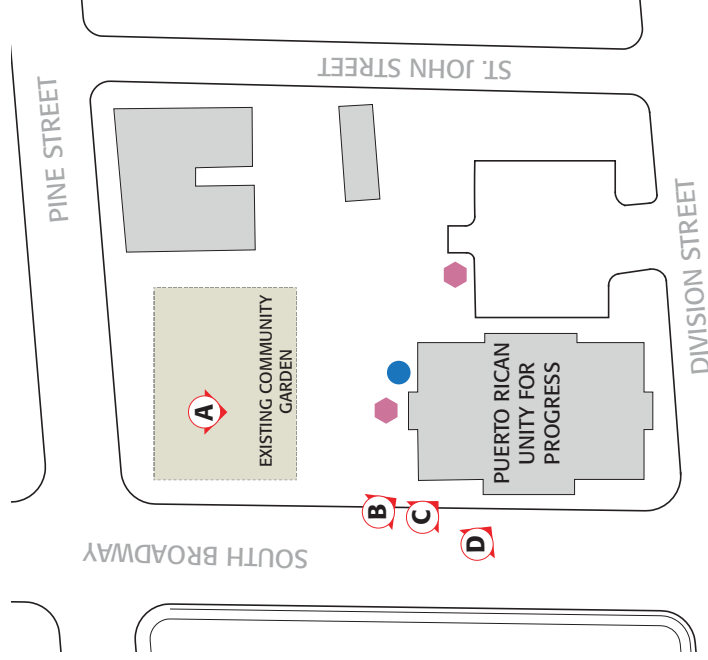 ST. JOHN STREET
PINE STREET
DIVISION STREET
EXISTING COMMUNITY
GARDEN
A
PUERTO RICAN
UNITY FOR
PROGRESS
B
C
D
SOUTH BROADWAY